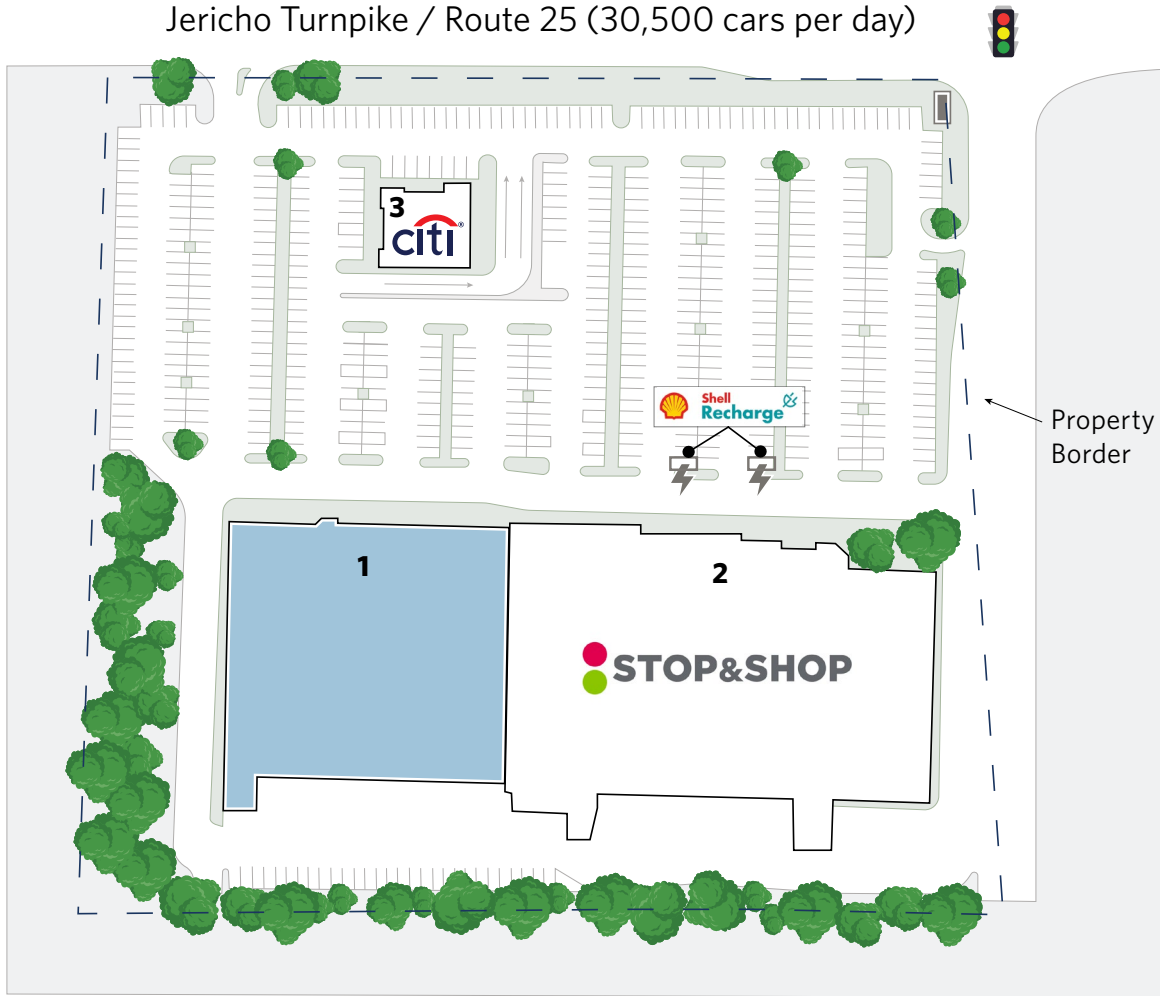 Jericho Turnpike / Route 25 (30,500 cars per day)
3
citi®
Shell
Recharge
Property
Border
1
2
STOP&SHOP